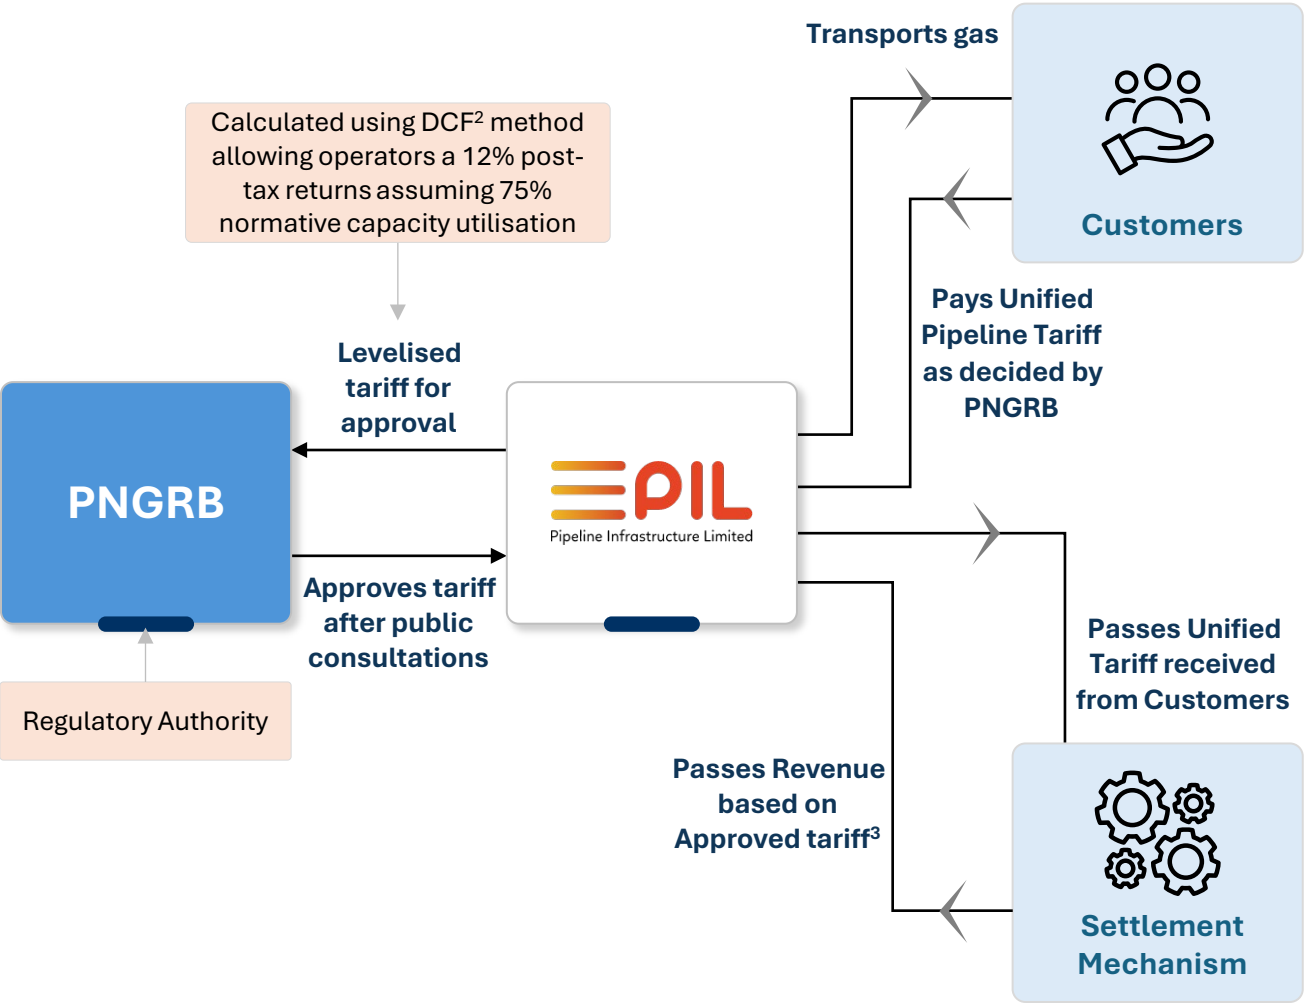 Transports gas
Customers
Calculated using DCF² method
allowing operators a 12% post-
tax returns assuming 75%
normative capacity utilisation
Pays Unified
Pipeline Tariff
as decided by
PNGRB
Levelised
tariff for
approval
PNGRB
PIL
Pipeline Infrastructure Limited
Approves tariff
after public
consultations
Regulatory Authority
Passes Unified
Tariff received
from Customers
Passes Revenue
based on
Approved tariff³
Settlement
Mechanism